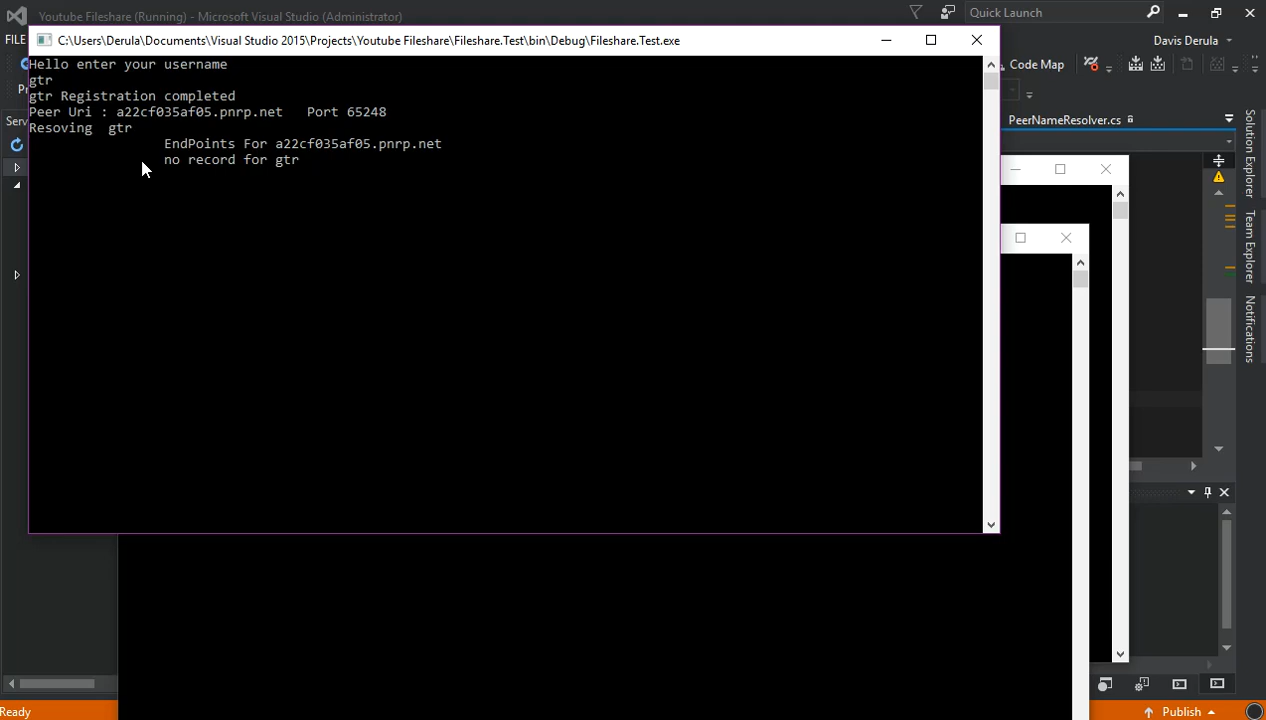 Youtube Fileshare (Running) - Microsoft Visual Studio (Administrator)
Quick Launch
C:\Users\Derula\Documents\Visual Studio 2015\Projects\Youtube Fileshare\Fileshare.Test\bin\Debug\Fileshare.Test.exe
FILE
Davis Derula
Code Map
Hello enter your username
gtr
gtr Registration completed
Peer Uri : a22cf035af05.pnrp.net Port 65248
Resoving gtr
EndPoints For a22cf035af05.pnrp.net
no record for gtr
PeerNameResolver.cs
Solution Explorer
Team Explorer
Notifications
Ready
Publish